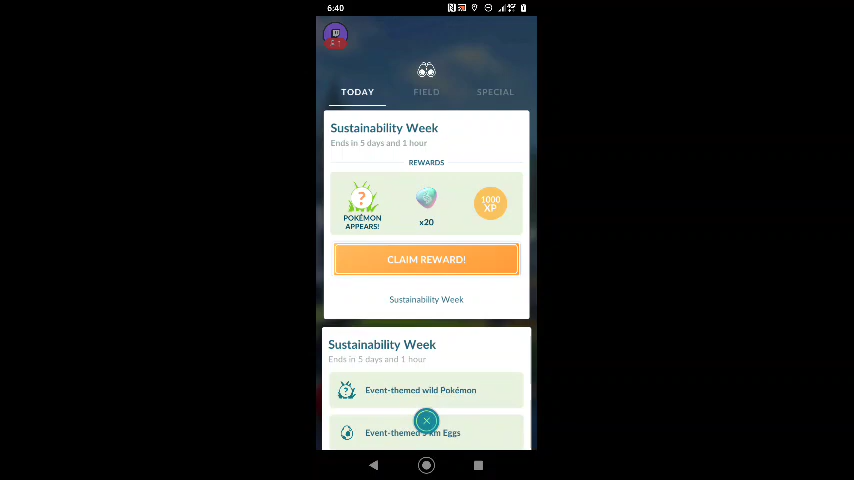 6:40
TODAY FIELD SPECIAL
Sustainability Week
Ends in 5 days and 1 hour
REWARDS
1000
XP
POKÉMON
APPEARS!
x20
CLAIM REWARD!
Sustainability Week
Sustainability Week
Ends in 5 days and 1 hour
Event-themed wild Pokémon
Event-themed km Eggs